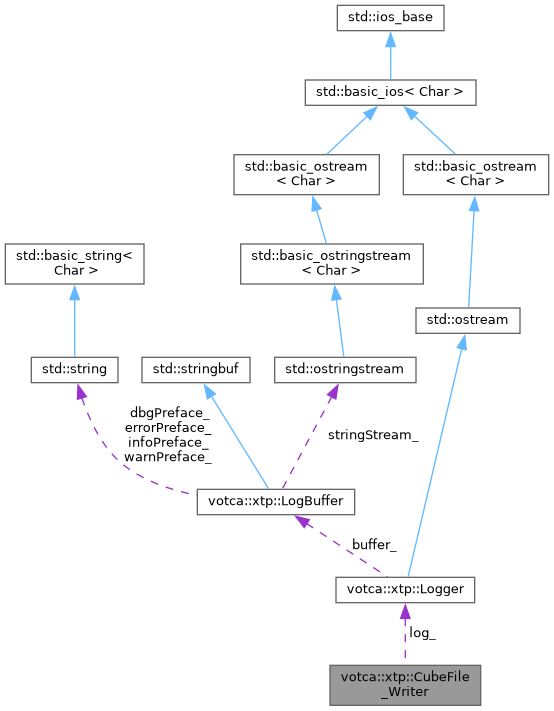 std::ios_base
std::basic_ios< Char >
std::basic_ostream
< Char >
std::basic_ostream
< Char >
std::basic_string<
Char >
std::basic_ostringstream
< Char >
std::ostream
std::string
std::stringbuf
std::ostringstream
dbgPreface_
errorPreface_
infoPreface_
warnPreface_
stringStream_
votca::xtp::LogBuffer
buffer_
votca::xtp::Logger
log_
votca::xtp::CubeFile
_Writer